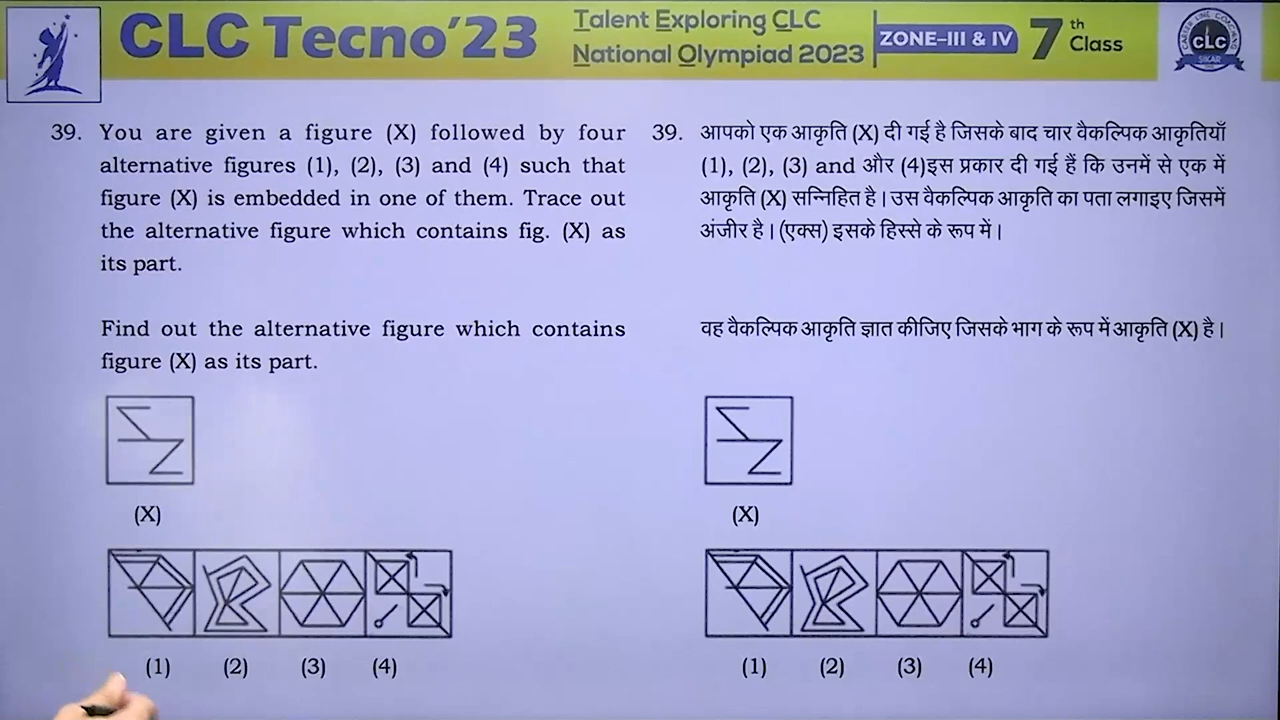 CLC Tecno'23
Talent Exploring CLC
National Olympiad 2023
ZONE–III & IV
7th Class
CLC
SIKAR
39. You are given a figure (X) followed by four
alternative figures (1), (2), (3) and (4) such that
figure (X) is embedded in one of them. Trace out
the alternative figure which contains fig. (X) as
its part.
Find out the alternative figure which contains
figure (X) as its part.
(X)
(1) (2) (3) (4)
39. आपको एक आकृति (X) दी गई है जिसके बाद चार वैकल्पिक आकृतियाँ
(1), (2), (3) and और (4)इस प्रकार दी गई हैं कि उनमें से एक में
आकृति (X) सन्निहित है। उस वैकल्पिक आकृति का पता लगाइए जिसमें
अंजीर है। (एक्स) इसके हिस्से के रूप में।
वह वैकल्पिक आकृति ज्ञात कीजिए जिसके भाग के रूप में आकृति (X) है।
(X)
(1) (2) (3) (4)